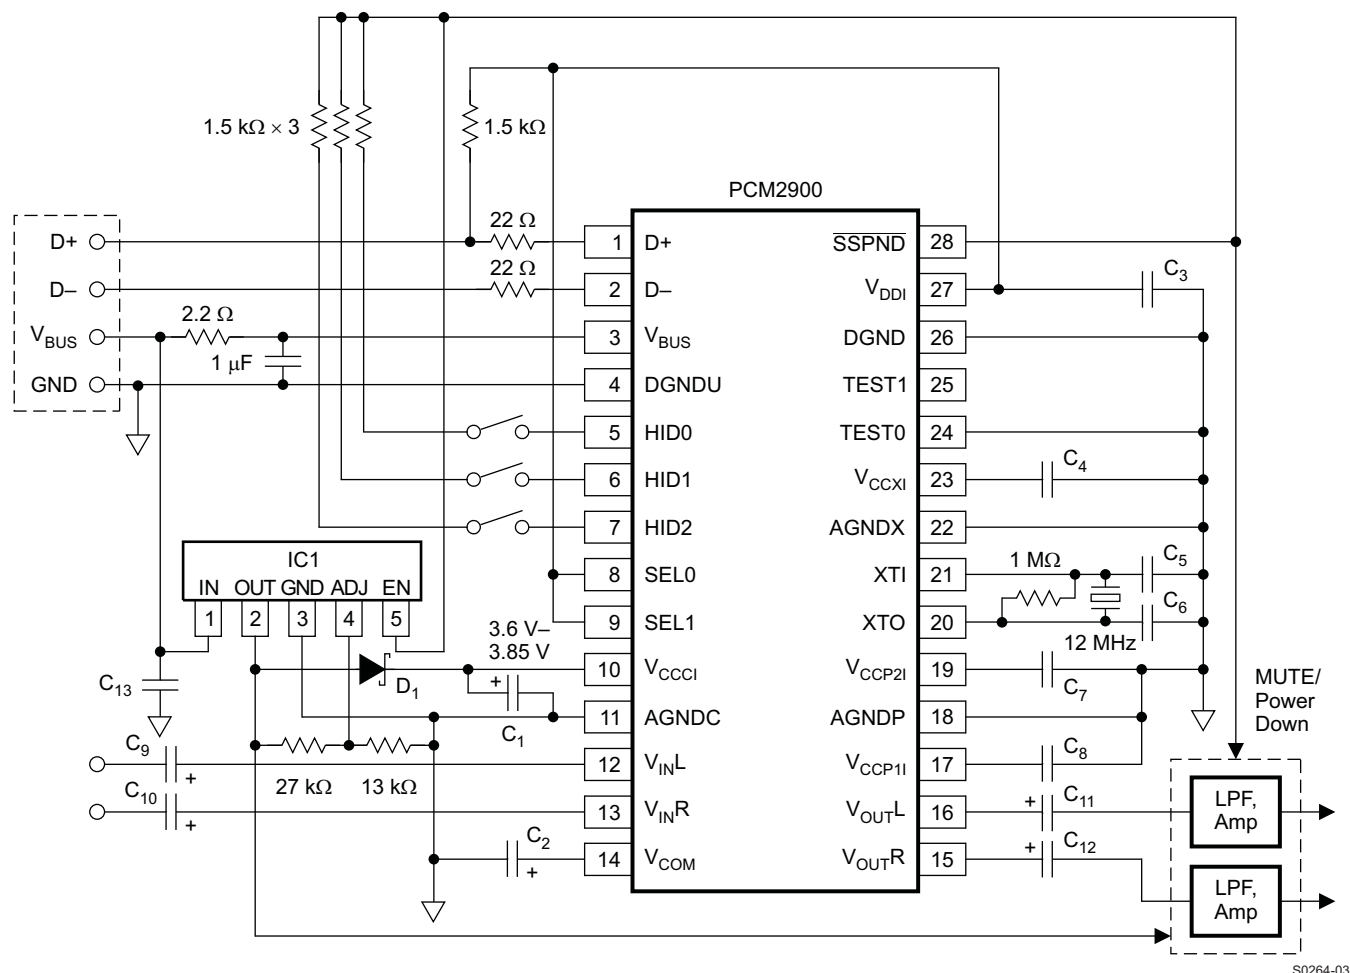 1.5 kΩ × 3
1.5 kΩ
PCM2900
D+
D–
VBUS
GND
22 Ω
22 Ω
2.2 Ω
1 μF
1 D+
2 D–
3 VBUS
4 DGNDU
5 HID0
6 HID1
7 HID2
8 SEL0
9 SEL1
10 VCCCI
11 AGNDC
12 VINL
13 VINR
14 VCOM
SSPND 28
VDDI 27
DGND 26
TEST1 25
TEST0 24
VCCXI 23
AGNDX 22
XTI 21
XTO 20
VCCP2I 19
AGNDP 18
VCCP1I 17
VOUTL 16
VOUTR 15
IC1
IN OUT GND ADJ EN
1 2 3 4 5
3.6 V–
3.85 V
D1
+
C1
C13
27 kΩ
13 kΩ
C9
+
C10
+
C2
+
C3
C4
1 MΩ
C5
C6
12 MHz
C7
C8
+ C11
+ C12
MUTE/
Power
Down
LPF,
Amp
LPF,
Amp
S0264-03